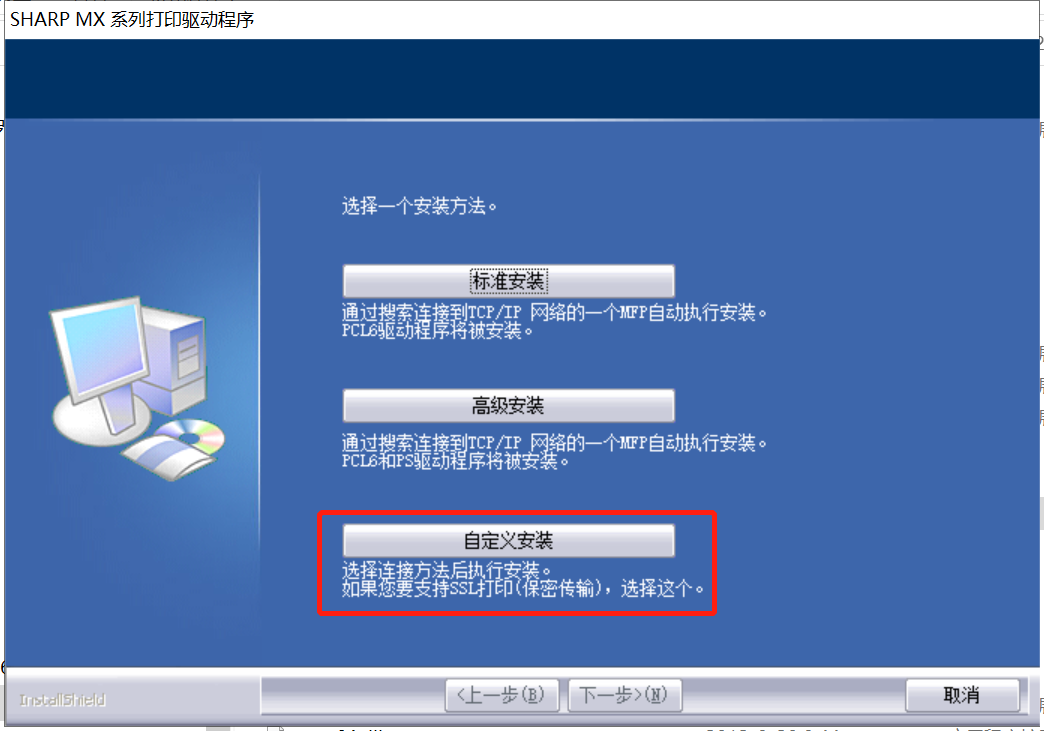 SHARP MX 系列打印驱动程序
选择一个安装方法。
标准安装
通过搜索连接到TCP/IP 网络的一个MFP自动执行安装。
PCL6驱动程序将被安装。
高级安装
通过搜索连接到TCP/IP 网络的一个MFP自动执行安装。
PCL6和PS驱动程序将被安装。
自定义安装
选择连接方法后执行安装。
如果您要支持SSL打印(保密传输)，选择这个。
InstallShield
<上一步(B)
下一步>(N)
取消